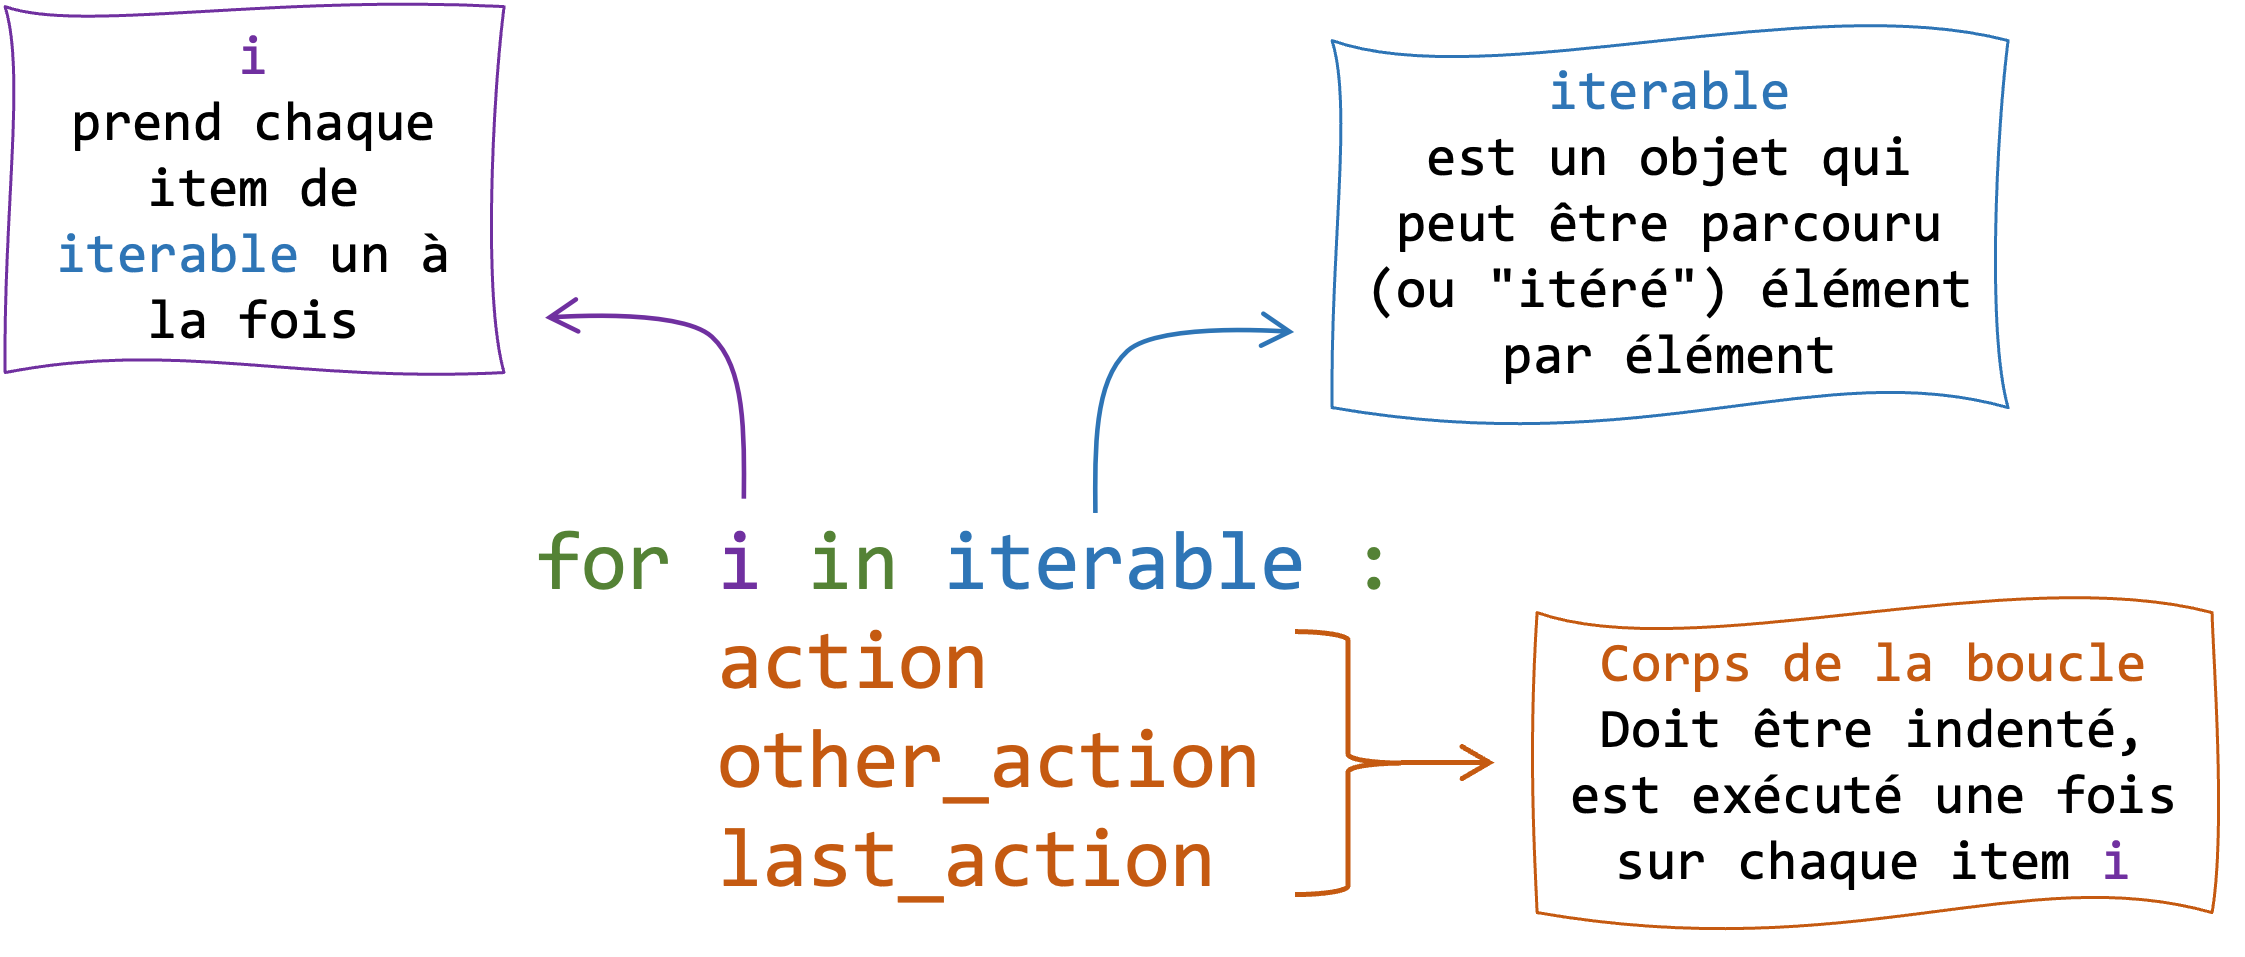 i
prend chaque
item de
iterable un à
la fois
iterable
est un objet qui
peut être parcouru
(ou "itéré") élément
par élément
for i in iterable :
action
other_action
last_action
Corps de la boucle
Doit être indenté,
est exécuté une fois
sur chaque item i